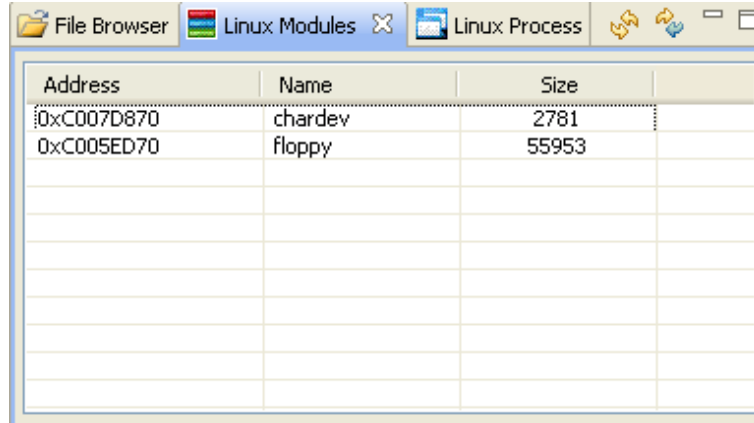 File Browser Linux Modules Linux Process
Address Name Size
0xC007D870 chardev 2781
0xC005ED70 floppy 55953